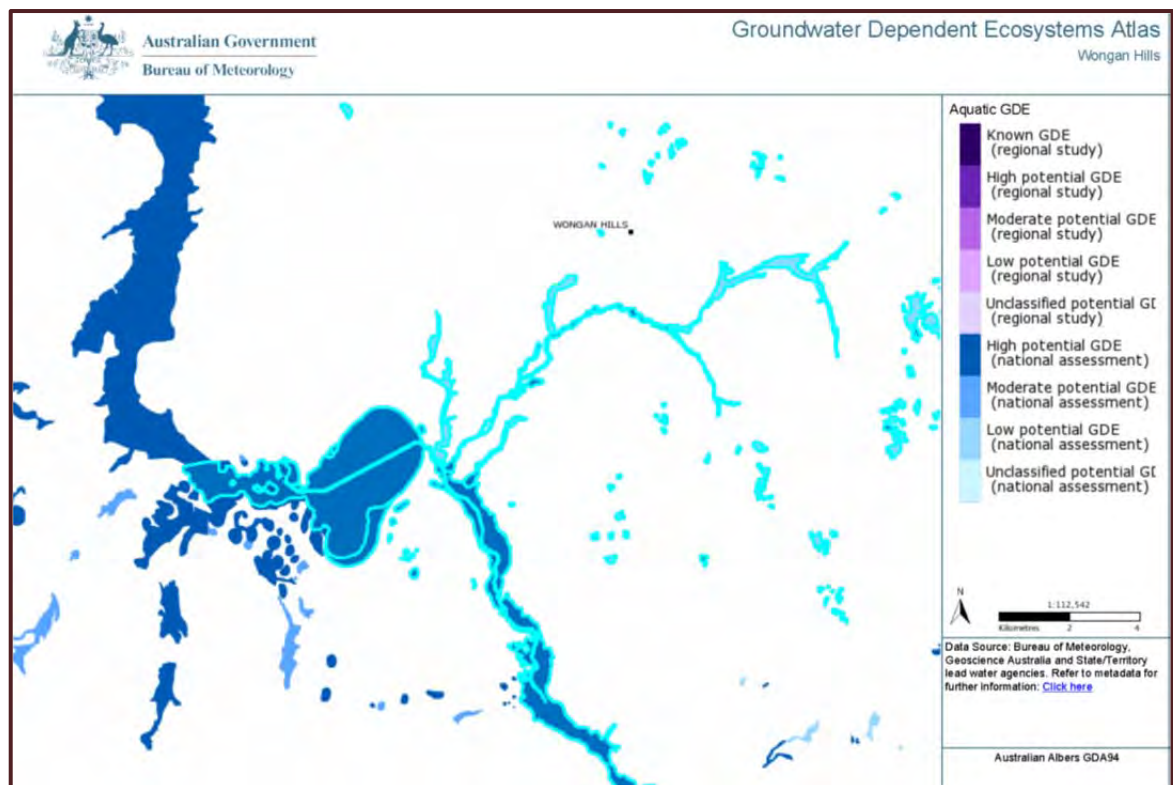 Australian Government
Bureau of Meteorology
Groundwater Dependent Ecosystems Atlas
Wongan Hills
WONGAN HILLS
Aquatic GDE
Known GDE
(regional study)
High potential GDE
(regional study)
Moderate potential GDE
(regional study)
Low potential GDE
(regional study)
Unclassified potential GI
(regional study)
High potential GDE
(national assessment)
Moderate potential GDE
(national assessment)
Low potential GDE
(national assessment)
Unclassified potential GI
(national assessment)
N
1:112,542
Kilometres 2 4
Data Source: Bureau of Meteorology,
Geoscience Australia and State/Territory
lead water agencies. Refer to metadata for
further information: Click here
Australian Albers GDA94